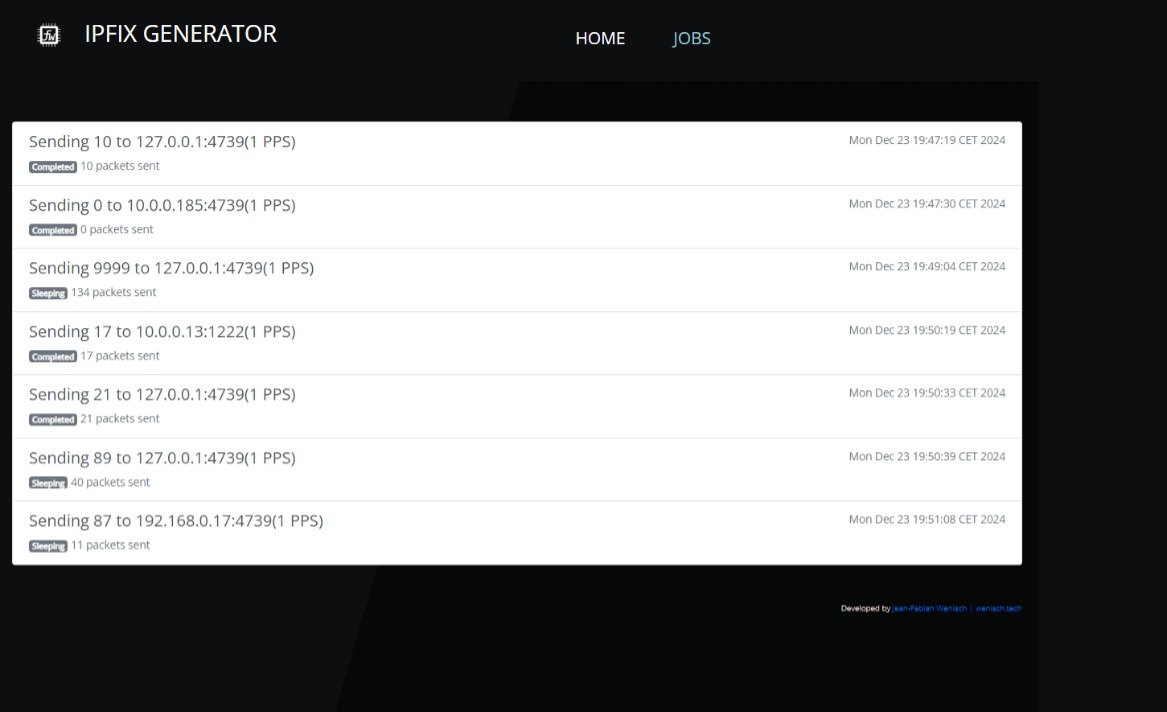 IPFIX GENERATOR
HOME JOBS
Sending 10 to 127.0.0.1:4739(1 PPS) Mon Dec 23 19:47:19 CET 2024
Completed 10 packets sent
Sending 0 to 10.0.0.185:4739(1 PPS) Mon Dec 23 19:47:30 CET 2024
Completed 0 packets sent
Sending 9999 to 127.0.0.1:4739(1 PPS) Mon Dec 23 19:49:04 CET 2024
Sleeping 134 packets sent
Sending 17 to 10.0.0.13:1222(1 PPS) Mon Dec 23 19:50:19 CET 2024
Completed 17 packets sent
Sending 21 to 127.0.0.1:4739(1 PPS) Mon Dec 23 19:50:33 CET 2024
Completed 21 packets sent
Sending 89 to 127.0.0.1:4739(1 PPS) Mon Dec 23 19:50:39 CET 2024
Sleeping 40 packets sent
Sending 87 to 192.168.0.17:4739(1 PPS) Mon Dec 23 19:51:08 CET 2024
Sleeping 11 packets sent
Developed by Jean-Fabian Wenisch | wenisch.tech